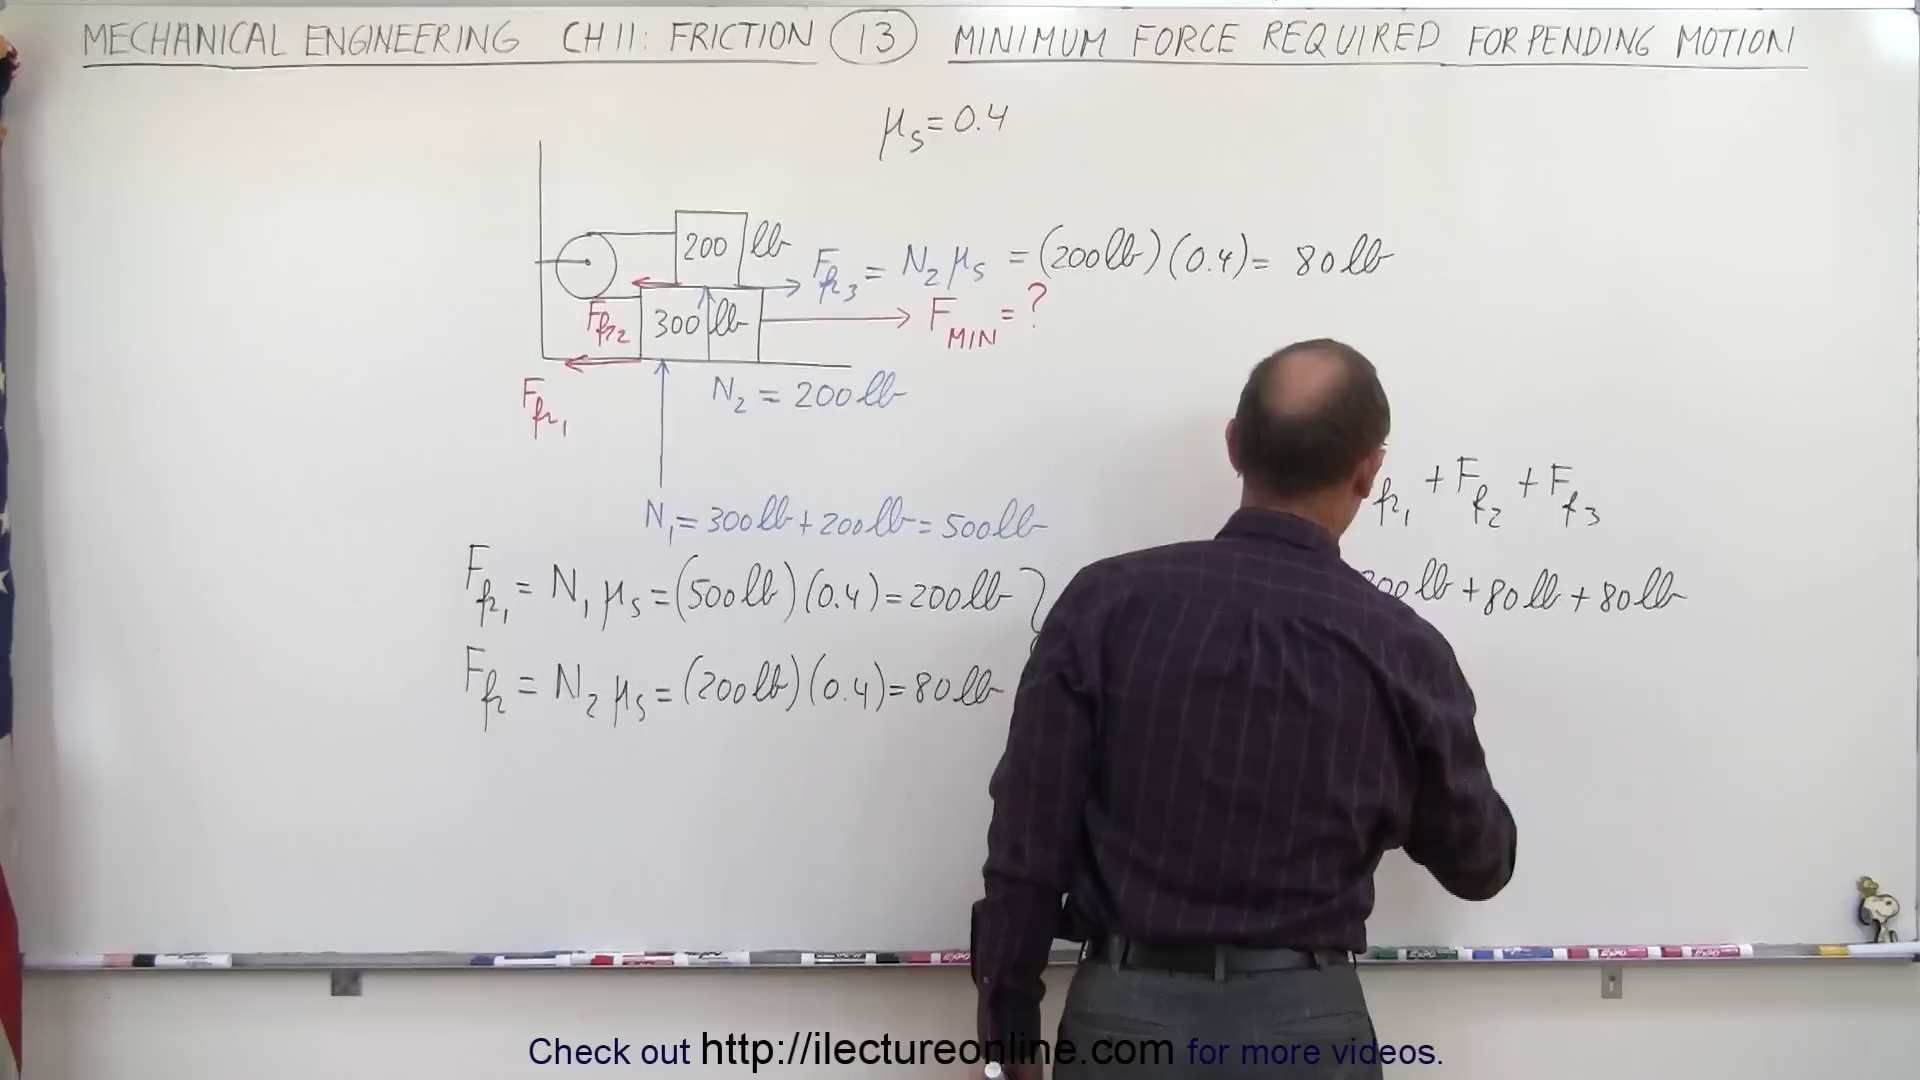 MECHANICAL ENGINEERING CH 11: FRICTION 13 MINIMUM FORCE REQUIRED FOR PENDING MOTION
μs = 0.4
200 lb
Ffr3 = N2 μs = (200 lb)(0.4) = 80 lb
Ffr2
300 lb
FMIN = ?
Ffr1
N2 = 200 lb
N1 = 300 lb + 200 lb = 500 lb
Ffr1 = N1 μs = (500 lb)(0.4) = 200 lb
Ffr = N2 μs = (200 lb)(0.4) = 80 lb
fr1 + Ff2 + Ff3
lb + 80 lb + 80 lb
Check out http://ilectureonline.com for more videos.